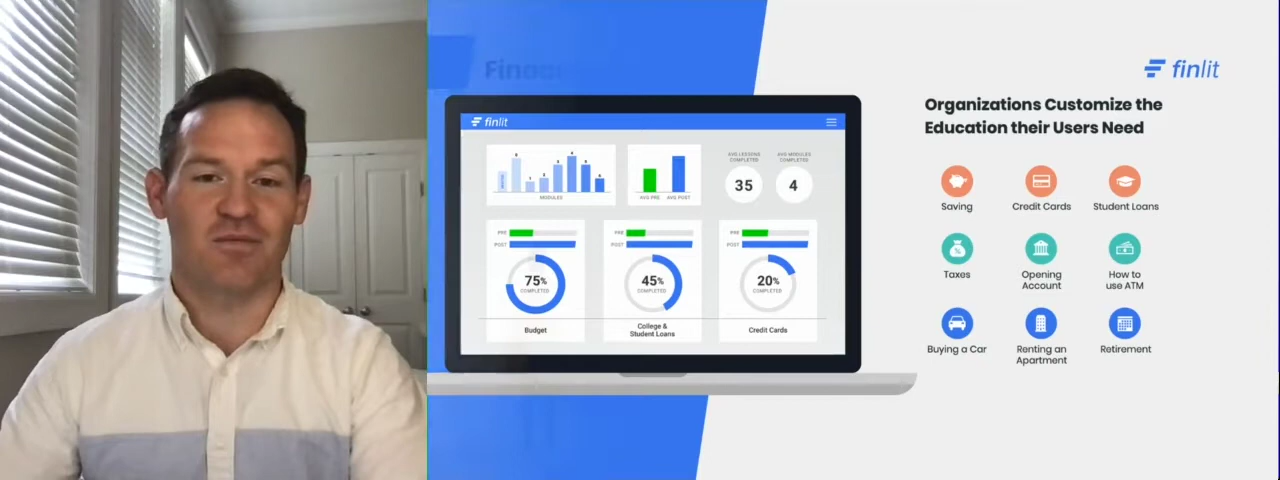 Financ
finlit
Organizations Customize the
Education their Users Need
finlit
MODULES
AVG PRE AVG POST
AVG LESSONS
COMPLETED
35
AVG MODULES
COMPLETED
4
PRE
POST
75%
COMPLETED
Budget
PRE
POST
45%
COMPLETED
College &
Student Loans
PRE
POST
20%
COMPLETED
Credit Cards
Saving
Credit Cards
Student Loans
Taxes
Opening
Account
How to
use ATM
Buying a Car
Renting an
Apartment
Retirement